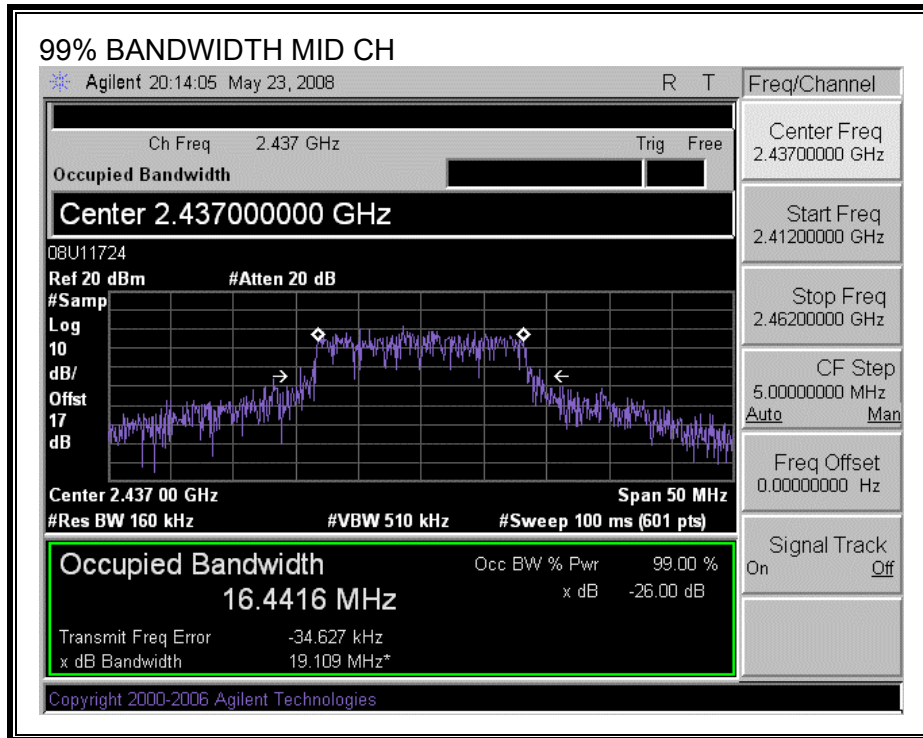 99% BANDWIDTH MID CH
Agilent 20:14:05 May 23, 2008 R T
Freq/Channel
Ch Freq 2.437 GHz Trig Free
Occupied Bandwidth
Center 2.437000000 GHz
08U11724
Ref 20 dBm #Atten 20 dB
#Samp
Log
10
dB/
Offst
17
dB
Center 2.437 00 GHz Span 50 MHz
#Res BW 160 kHz #VBW 510 kHz #Sweep 100 ms (601 pts)
Occupied Bandwidth
16.4416 MHz
Occ BW % Pwr 99.00 %
x dB -26.00 dB
Transmit Freq Error -34.627 kHz
x dB Bandwidth 19.109 MHz*
Copyright 2000-2006 Agilent Technologies
Center Freq
2.43700000 GHz
Start Freq
2.41200000 GHz
Stop Freq
2.46200000 GHz
CF Step
5.00000000 MHz
Auto Man
Freq Offset
0.00000000 Hz
Signal Track
On Off